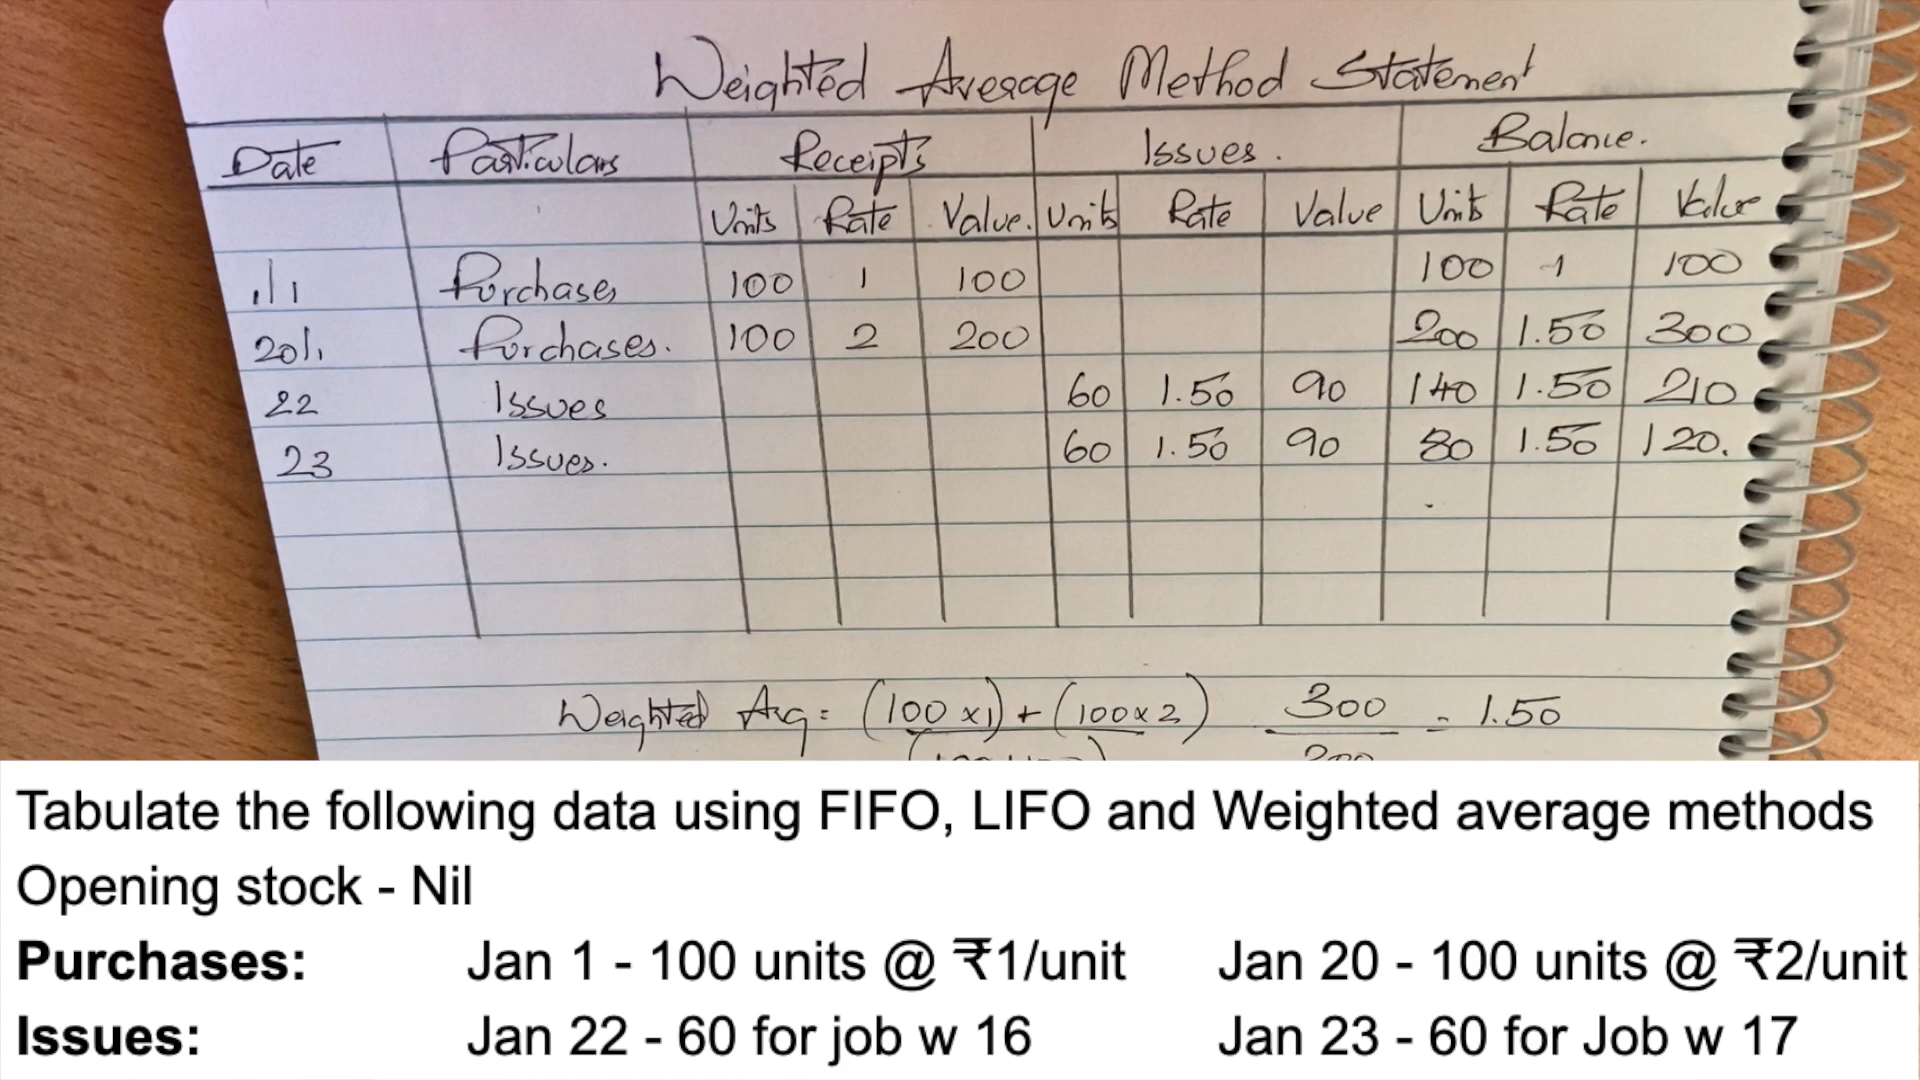 Weighted Average Method Statement
Date Particulars Receipts Issues. Balance.
Units Rate Value. Units Rate Value Units Rate Value
1/1 Purchases 100 1 100 100 1 100
20/1 Purchases. 100 2 200 200 1.50 300
22 Issues 60 1.50 90 140 1.50 210
23 Issues. 60 1.50 90 80 1.50 120.
Weighted Avg = (100 x1) + (100 x 2) 300 = 1.50
Tabulate the following data using FIFO, LIFO and Weighted average methods
Opening stock - Nil
Purchases: Jan 1 - 100 units @ ₹1/unit Jan 20 - 100 units @ ₹2/unit
Issues: Jan 22 - 60 for job w 16 Jan 23 - 60 for Job w 17